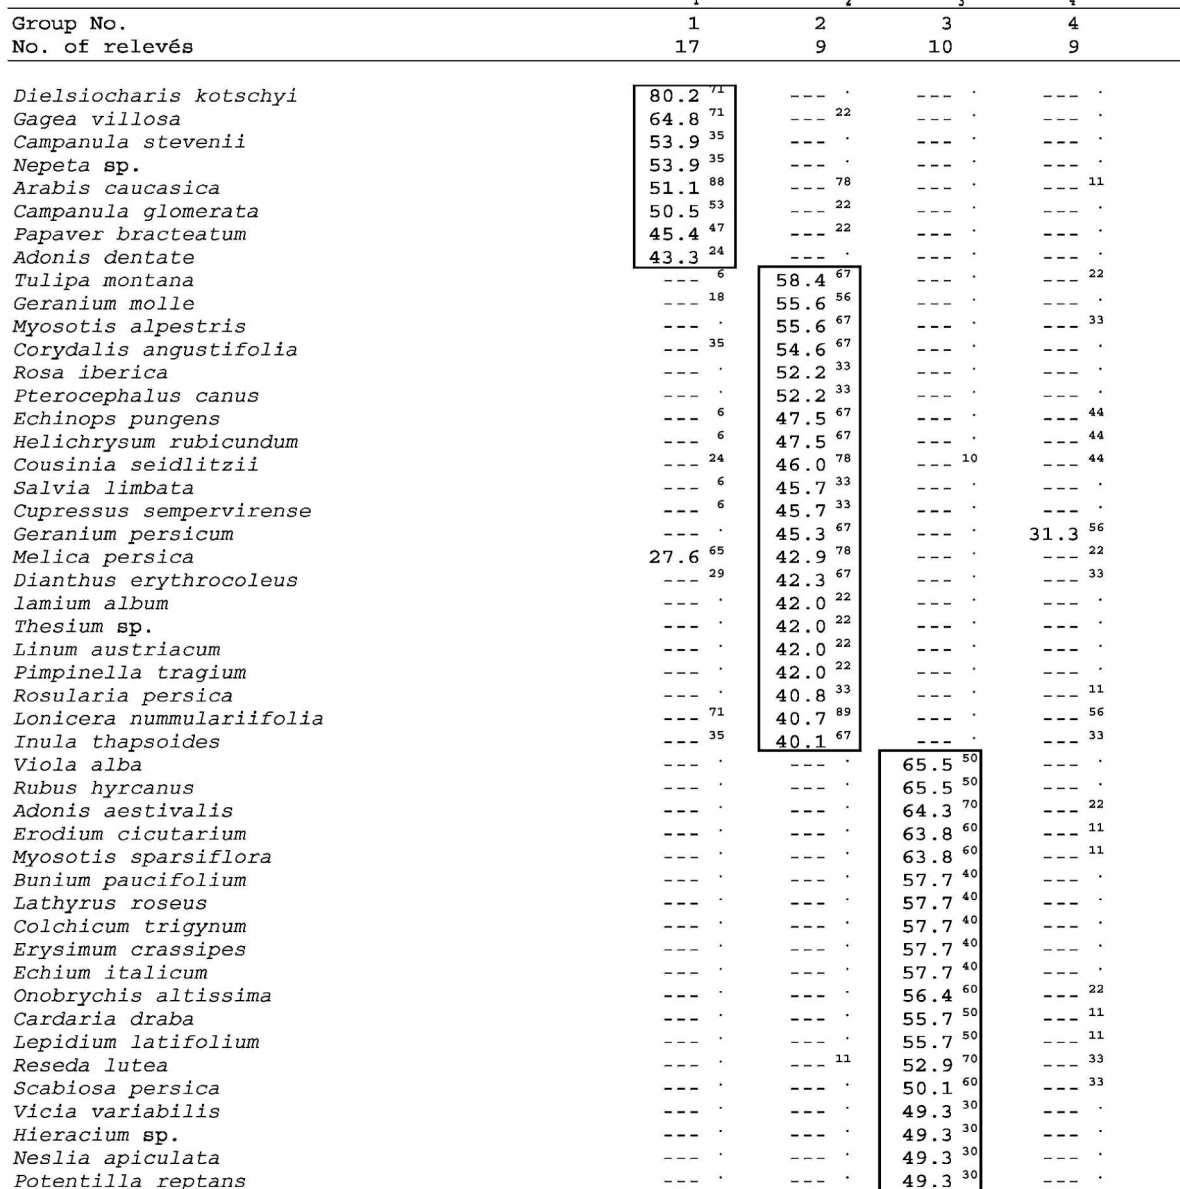 1 2 3 4
Group No. 1 2 3 4
No. of relevés 17 9 10 9
Dielsiocharis kotschyi 80.2 71 --- . --- . --- .
Gagea villosa 64.8 71 --- 22 --- . --- .
Campanula stevenii 53.9 35 --- . --- . --- .
Nepeta sp. 53.9 35 --- . --- . --- .
Arabis caucasica 51.1 88 --- 78 --- . --- 11
Campanula glomerata 50.5 53 --- 22 --- . --- .
Papaver bracteatum 45.4 47 --- 22 --- . --- .
Adonis dentate 43.3 24 --- . --- . --- .
Tulipa montana --- 6 58.4 67 --- . --- 22
Geranium molle --- 18 55.6 56 --- . --- .
Myosotis alpestris --- . 55.6 67 --- . --- 33
Corydalis angustifolia --- 35 54.6 67 --- . --- .
Rosa iberica --- . 52.2 33 --- . --- .
Pterocephalus canus --- . 52.2 33 --- . --- .
Echinops pungens --- 6 47.5 67 --- . --- 44
Helichrysum rubicundum --- 6 47.5 67 --- . --- 44
Cousinia seidlitzii --- 24 46.0 78 --- 10 --- 44
Salvia limbata --- 6 45.7 33 --- . --- .
Cupressus sempervirense --- 6 45.7 33 --- . --- .
Geranium persicum --- . 45.3 67 --- . 31.3 56
Melica persica 27.6 65 42.9 78 --- . --- 22
Dianthus erythrocoleus --- 29 42.3 67 --- . --- 33
lamium album --- . 42.0 22 --- . --- .
Thesium sp. --- . 42.0 22 --- . --- .
Linum austriacum --- . 42.0 22 --- . --- .
Pimpinella tragium --- . 42.0 22 --- . --- .
Rosularia persica --- . 40.8 33 --- . --- 11
Lonicera nummulariifolia --- 71 40.7 89 --- . --- 56
Inula thapsoides --- 35 40.1 67 --- . --- 33
Viola alba --- . --- . 65.5 50 --- .
Rubus hyrcanus --- . --- . 65.5 50 --- .
Adonis aestivalis --- . --- . 64.3 70 --- 22
Erodium cicutarium --- . --- . 63.8 60 --- 11
Myosotis sparsiflora --- . --- . 63.8 60 --- 11
Bunium paucifolium --- . --- . 57.7 40 --- .
Lathyrus roseus --- . --- . 57.7 40 --- .
Colchicum trigynum --- . --- . 57.7 40 --- .
Erysimum crassipes --- . --- . 57.7 40 --- .
Echium italicum --- . --- . 57.7 40 --- .
Onobrychis altissima --- . --- . 56.4 60 --- 22
Cardaria draba --- . --- . 55.7 50 --- 11
Lepidium latifolium --- . --- . 55.7 50 --- 11
Reseda lutea --- . --- 11 52.9 70 --- 33
Scabiosa persica --- . --- . 50.1 60 --- 33
Vicia variabilis --- . --- . 49.3 30 --- .
Hieracium sp. --- . --- . 49.3 30 --- .
Neslia apiculata --- . --- . 49.3 30 --- .
Potentilla reptans --- . --- . 49.3 30 --- .